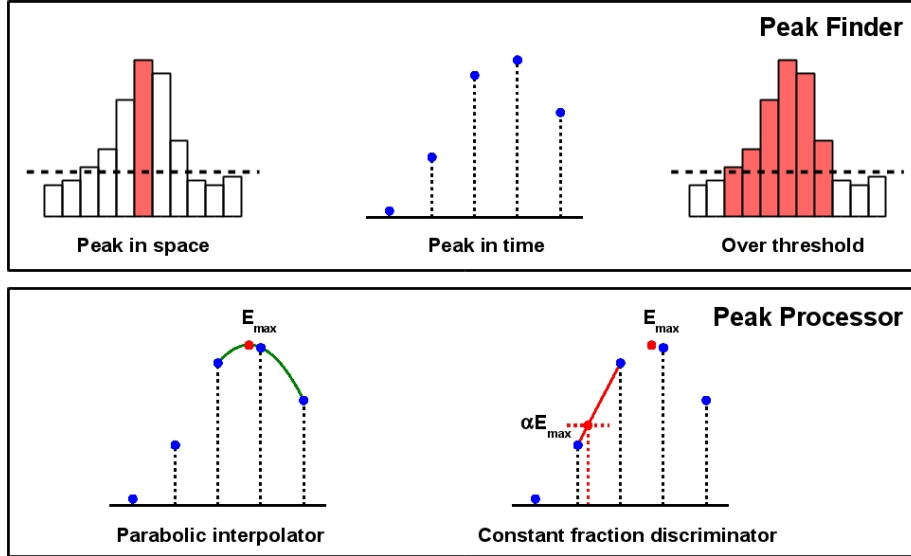 Peak Finder
Peak in space
Peak in time
Over threshold
Peak Processor
Emax
Emax
αEmax
Parabolic interpolator
Constant fraction discriminator